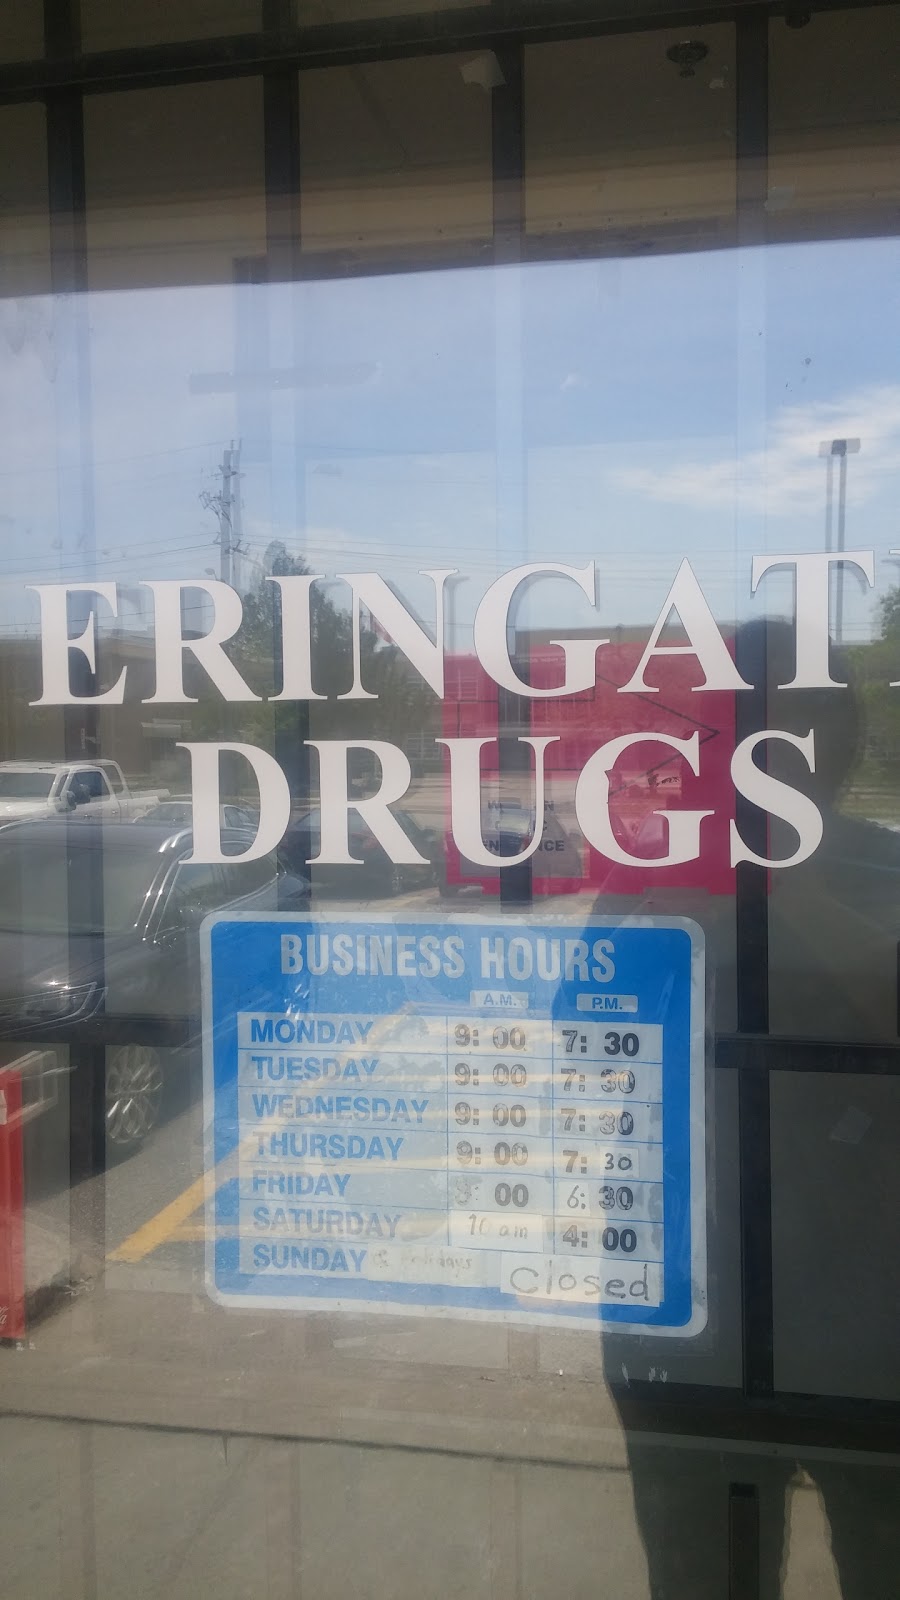 ERINGAT
DRUGS
BUSINESS HOURS
A.M. P.M.
MONDAY 9: 00 7: 30
TUESDAY 9: 00 7: 30
WEDNESDAY 9: 00 7: 30
THURSDAY 9: 00 7: 30
FRIDAY 9: 00 6: 30
SATURDAY 10 am 4: 00
SUNDAY & Holidays Closed